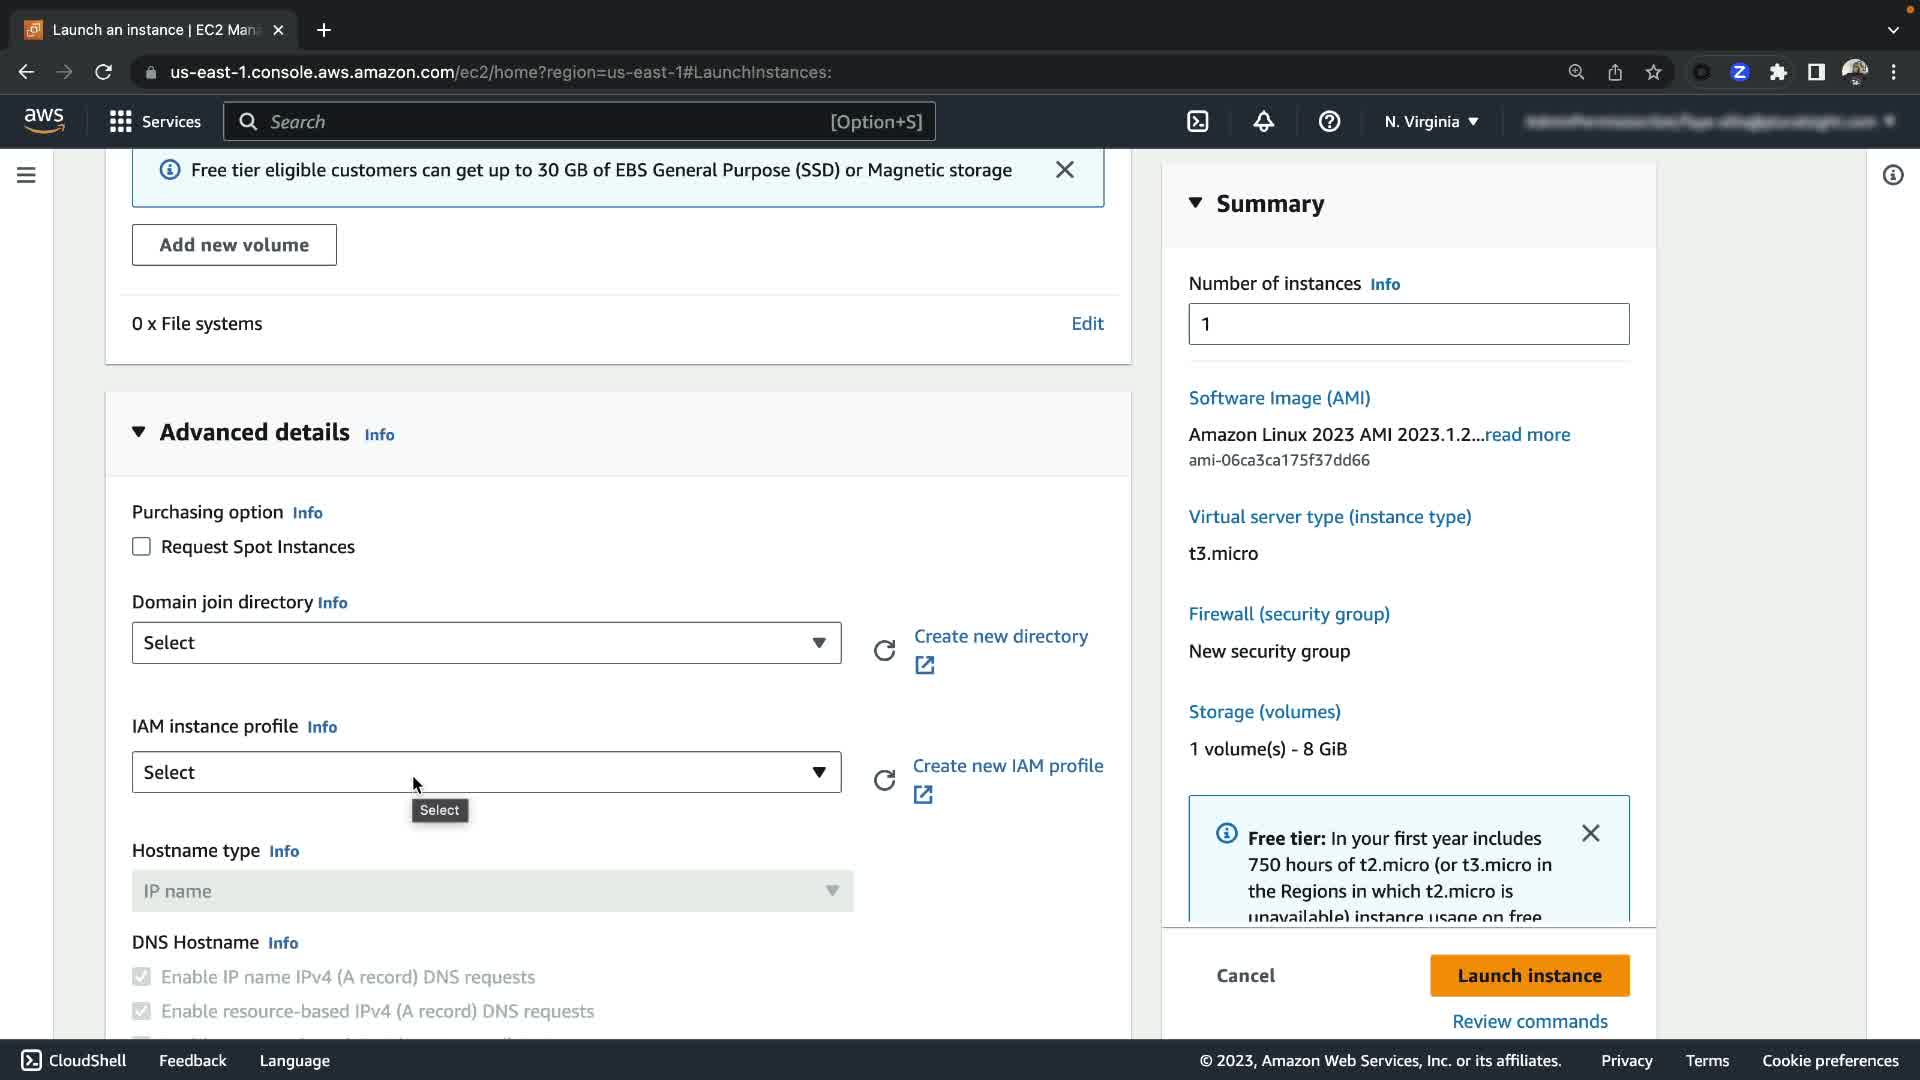 Launch an instance | EC2 Mana
us-east-1.console.aws.amazon.com/ec2/home?region=us-east-1#LaunchInstances:
aws
Services
Search
[Option+S]
N. Virginia
Free tier eligible customers can get up to 30 GB of EBS General Purpose (SSD) or Magnetic storage
Add new volume
0 x File systems
Edit
Advanced details Info
Purchasing option Info
Request Spot Instances
Domain join directory Info
Select
Create new directory
IAM instance profile Info
Select
Create new IAM profile
Select
Hostname type Info
IP name
DNS Hostname Info
Enable IP name IPv4 (A record) DNS requests
Enable resource-based IPv4 (A record) DNS requests
Summary
Number of instances Info
1
Software Image (AMI)
Amazon Linux 2023 AMI 2023.1.2...read more
ami-06ca3ca175f37dd66
Virtual server type (instance type)
t3.micro
Firewall (security group)
New security group
Storage (volumes)
1 volume(s) - 8 GiB
Free tier: In your first year includes
750 hours of t2.micro (or t3.micro in
the Regions in which t2.micro is
unavailable) instance usage on free
Cancel
Launch instance
Review commands
CloudShell
Feedback
Language
© 2023, Amazon Web Services, Inc. or its affiliates.
Privacy
Terms
Cookie preferences